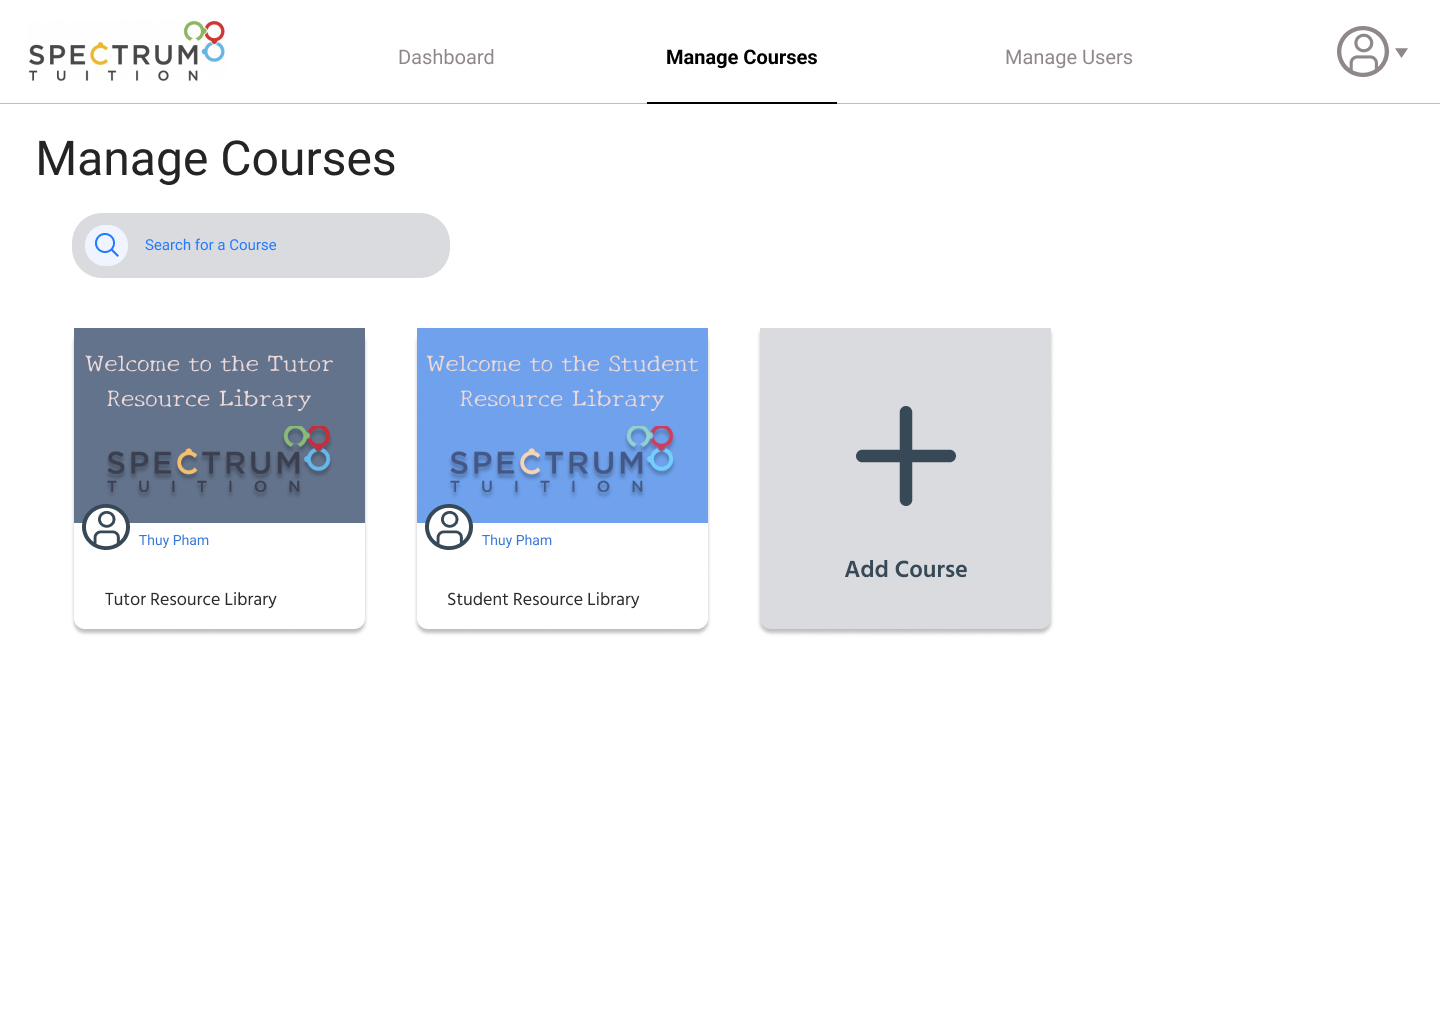 SPECTRUM
TUITION
Dashboard
Manage Courses
Manage Users
Manage Courses
Search for a Course
Welcome to the Tutor
Resource Library
SPECTRUM
TUITION
Thuy Pham
Tutor Resource Library
Welcome to the Student
Resource Library
SPECTRUM
TUITION
Thuy Pham
Student Resource Library
Add Course